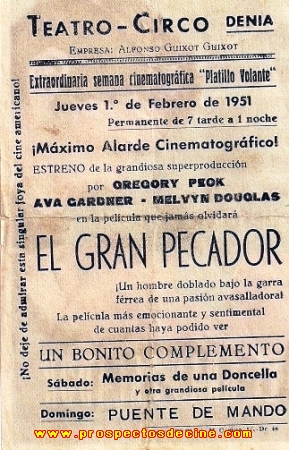 TEATRO-CIRCO DENIA
EMPRESA: ALFONSO GUIXOT GUIXOT
Extraordinaria semana cinematográfica "Platillo Volante"
Jueves 1.º de Febrero de 1951
Permanente de 7 tarde a 1 noche
¡Máximo Alarde Cinematográfico!
ESTRENO de la grandiosa superproducción
por GREGORY PECK
AVA GARDNER - MELVYN DOUGLAS
en la película que jamás olvidará
EL GRAN PECADOR
¡Un hombre doblado bajo la garra
férrea de una pasión avasalladora!
La película más emocionante y sentimental
de cuantas haya podido ver
UN BONITO COMPLEMENTO
Sábado: Memorias de una Doncella
y otra grandiosa película
Domingo: PUENTE DE MANDO
¡No deje de admirar esta singular joya del cine americano!
www.prospectosdecine.com